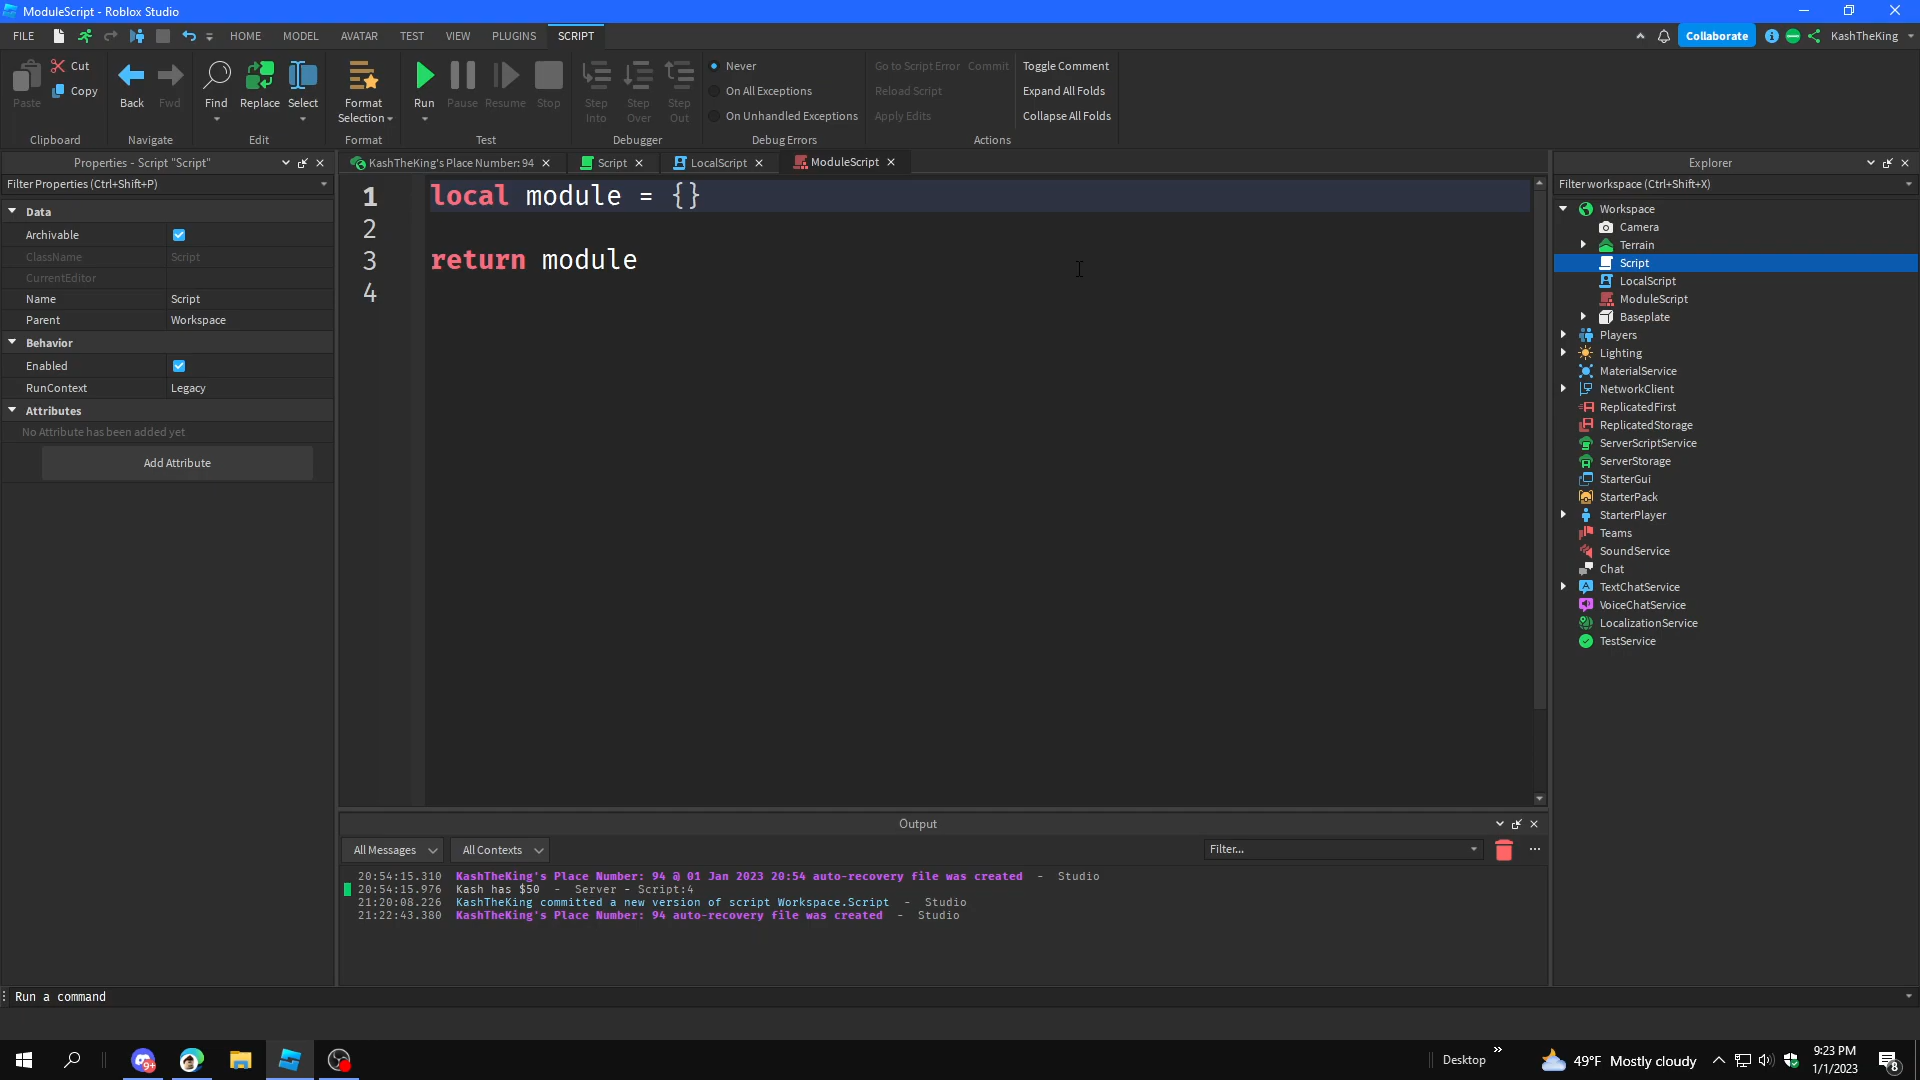 ModuleScript - Roblox Studio
FILE
HOME
MODEL
AVATAR
TEST
VIEW
PLUGINS
SCRIPT
Collaborate
KashTheKing
Paste
Cut
Copy
Clipboard
Back
Fwd
Navigate
Find
Replace
Select
Edit
Format
Selection
Format
Run
Pause
Resume
Stop
Test
Step
Into
Step
Over
Step
Out
Debugger
Never
On All Exceptions
On Unhandled Exceptions
Debug Errors
Go to Script Error
Commit
Reload Script
Apply Edits
Toggle Comment
Expand All Folds
Collapse All Folds
Actions
Properties - Script "Script"
Filter Properties (Ctrl+Shift+P)
Data
Archivable
ClassName Script
CurrentEditor
Name Script
Parent Workspace
Behavior
Enabled
RunContext Legacy
Attributes
No Attribute has been added yet
Add Attribute
KashTheKing's Place Number: 94
Script
LocalScript
ModuleScript
1 local module = {}
2
3 return module
4
Output
All Messages
All Contexts
Filter...
20:54:15.310 KashTheKing's Place Number: 94 @ 01 Jan 2023 20:54 auto-recovery file was created - Studio
20:54:15.976 Kash has $50 - Server - Script:4
21:20:08.226 KashTheKing committed a new version of script Workspace.Script - Studio
21:22:43.380 KashTheKing's Place Number: 94 auto-recovery file was created - Studio
Explorer
Filter workspace (Ctrl+Shift+X)
Workspace
Camera
Terrain
Script
LocalScript
ModuleScript
Baseplate
Players
Lighting
MaterialService
NetworkClient
ReplicatedFirst
ReplicatedStorage
ServerScriptService
ServerStorage
StarterGui
StarterPack
StarterPlayer
Teams
SoundService
Chat
TextChatService
VoiceChatService
LocalizationService
TestService
Run a command
9+
Desktop
49°F Mostly cloudy
9:23 PM
1/1/2023
8